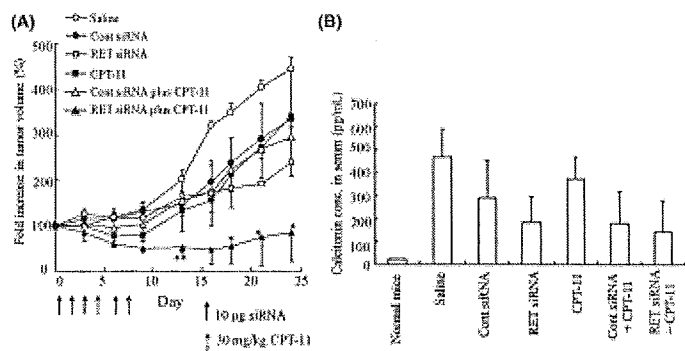 (A)
Saline
Cont siRNA
RET siRNA
CPT-11
Cont siRNA plus CPT-11
RET siRNA plus CPT-11
Fold increase in tumor volume (%)
500
400
300
200
100
0
0 5 10 15 20 25
Day
10 µg siRNA
30 mg/kg CPT-11
**
*
(B)
Calcitonin conc. in serum (pg/mL)
700
600
500
400
300
200
100
0
Normal mice
Saline
Cont siRNA
RET siRNA
CPT-11
Cont siRNA + CPT-11
RET siRNA + CPT-11